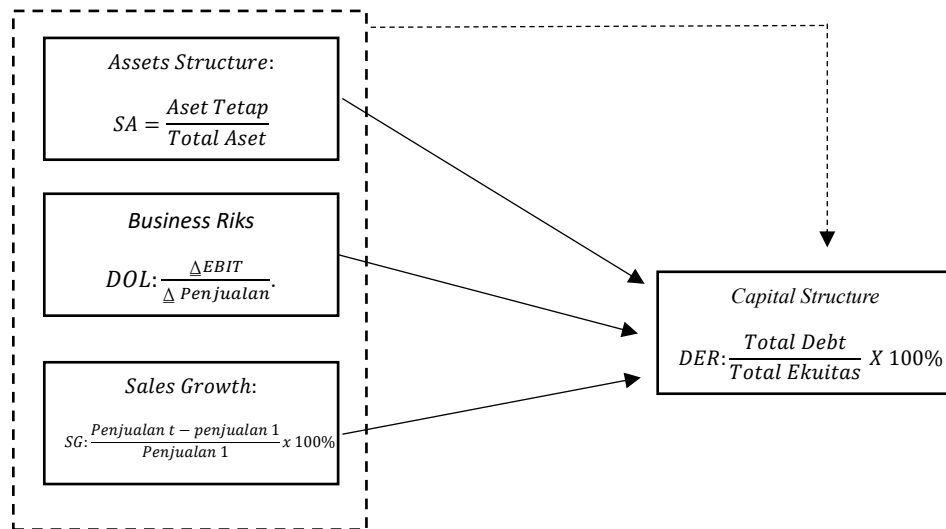 Assets Structure:
SA = Aset Tetap / Total Aset
Business Riks
DOL: Δ EBIT / Δ Penjualan.
Sales Growth:
SG: Penjualan t − penjualan 1 / Penjualan 1 x 100%
Capital Structure
DER: Total Debt / Total Ekuitas X 100%